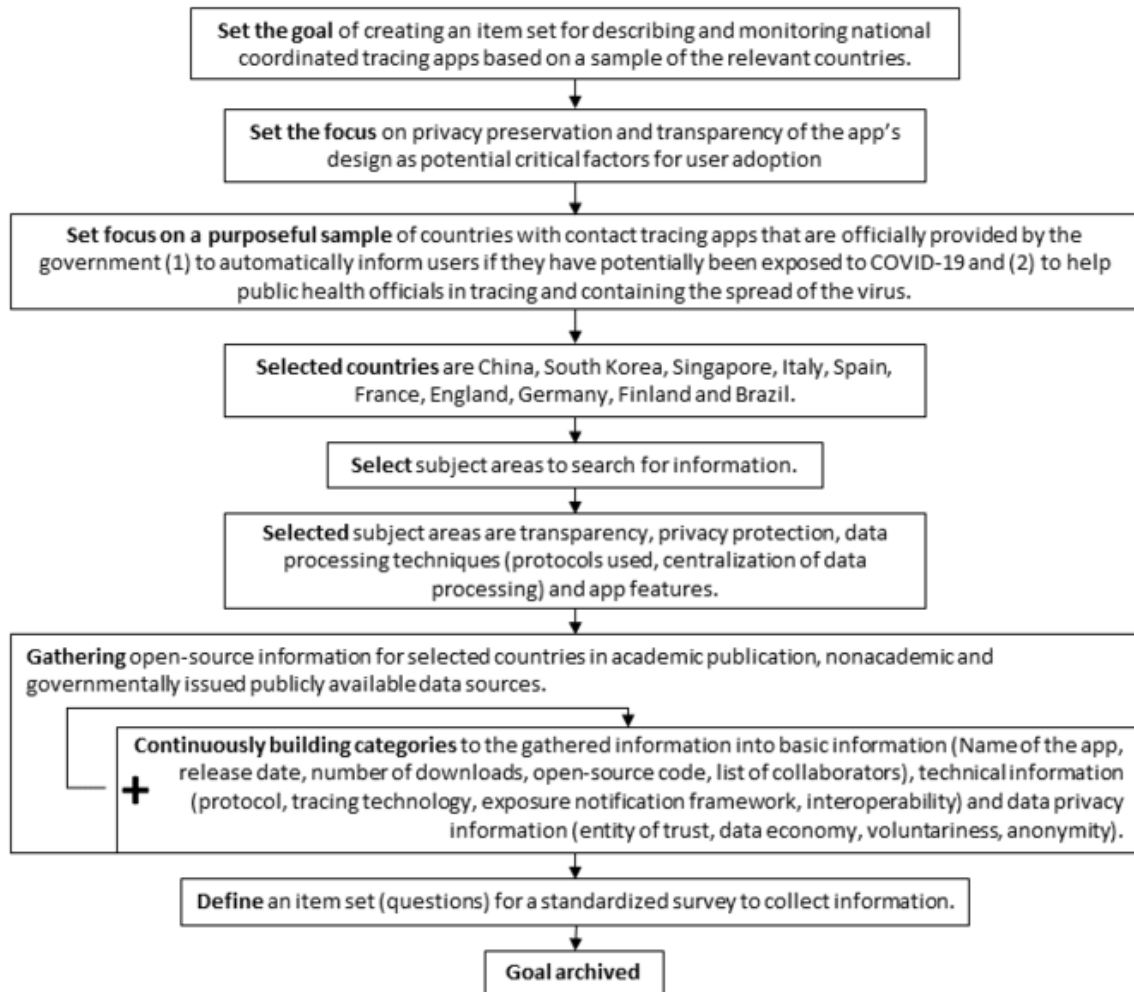 Set the goal of creating an item set for describing and monitoring national
coordinated tracing apps based on a sample of the relevant countries.
Set the focus on privacy preservation and transparency of the app's
design as potential critical factors for user adoption
Set focus on a purposeful sample of countries with contact tracing apps that are officially provided by the
government (1) to automatically inform users if they have potentially been exposed to COVID-19 and (2) to help
public health officials in tracing and containing the spread of the virus.
Selected countries are China, South Korea, Singapore, Italy, Spain,
France, England, Germany, Finland and Brazil.
Select subject areas to search for information.
Selected subject areas are transparency, privacy protection, data
processing techniques (protocols used, centralization of data
processing) and app features.
Gathering open-source information for selected countries in academic publication, nonacademic and
governmentally issued publicly available data sources.
Continuously building categories to the gathered information into basic information (Name of the app,
release date, number of downloads, open-source code, list of collaborators), technical information
+ (protocol, tracing technology, exposure notification framework, interoperability) and data privacy
information (entity of trust, data economy, voluntariness, anonymity).
Define an item set (questions) for a standardized survey to collect information.
Goal archived